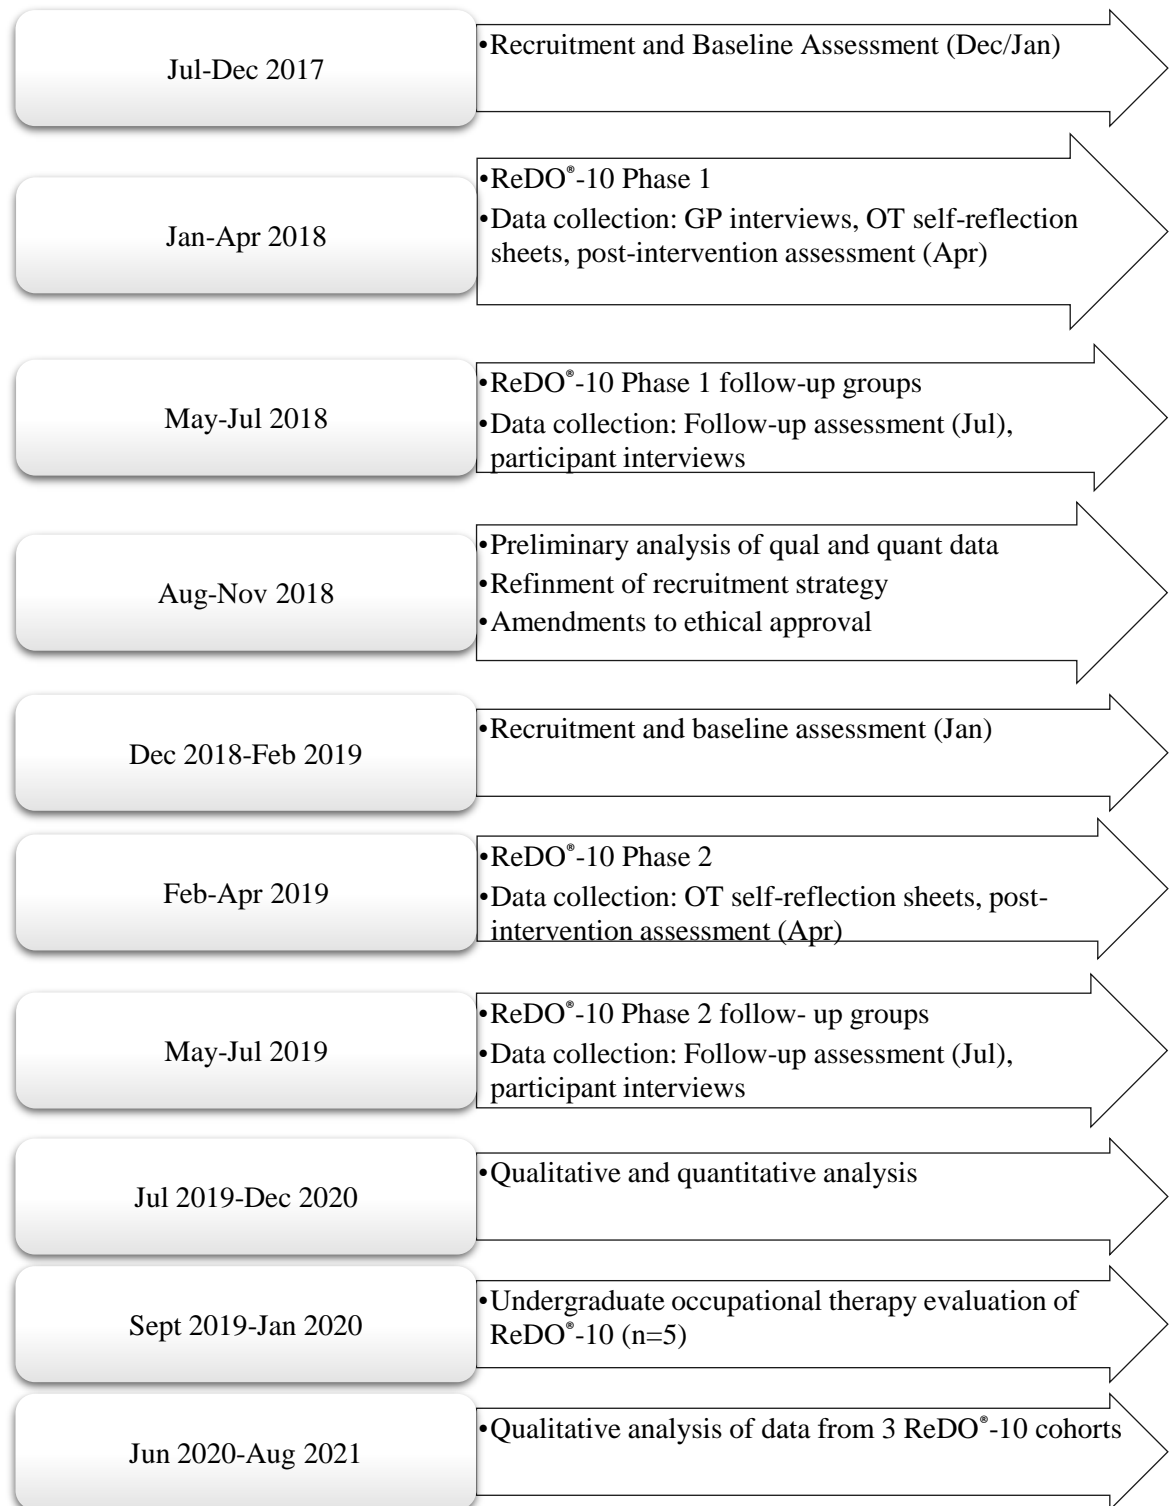 Jul-Dec 2017
•Recruitment and Baseline Assessment (Dec/Jan)
Jan-Apr 2018
•ReDO®-10 Phase 1
•Data collection: GP interviews, OT self-reflection
sheets, post-intervention assessment (Apr)
May-Jul 2018
•ReDO®-10 Phase 1 follow-up groups
•Data collection: Follow-up assessment (Jul),
participant interviews
Aug-Nov 2018
•Preliminary analysis of qual and quant data
•Refinment of recruitment strategy
•Amendments to ethical approval
Dec 2018-Feb 2019
•Recruitment and baseline assessment (Jan)
Feb-Apr 2019
•ReDO®-10 Phase 2
•Data collection: OT self-reflection sheets, post-
intervention assessment (Apr)
May-Jul 2019
•ReDO®-10 Phase 2 follow- up groups
•Data collection: Follow-up assessment (Jul),
participant interviews
Jul 2019-Dec 2020
•Qualitative and quantitative analysis
Sept 2019-Jan 2020
•Undergraduate occupational therapy evaluation of
ReDO®-10 (n=5)
Jun 2020-Aug 2021
•Qualitative analysis of data from 3 ReDO®-10 cohorts